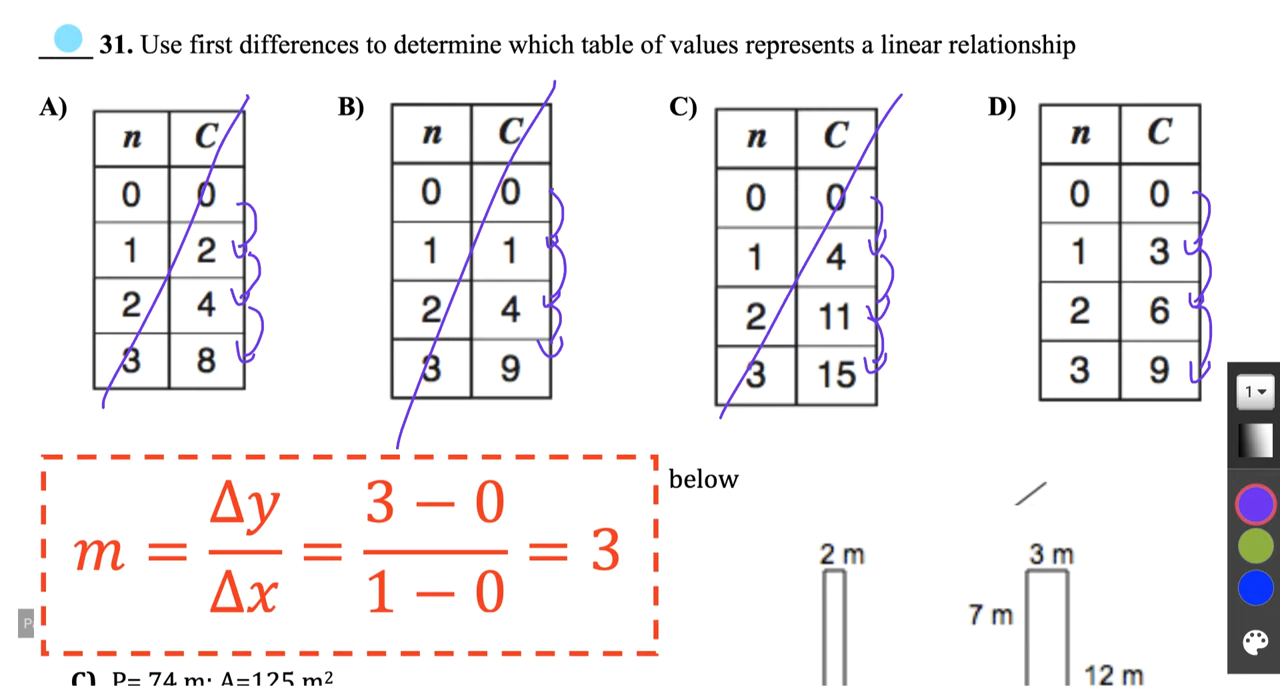 31. Use first differences to determine which table of values represents a linear relationship
A) B) C) D)
n C n C n C n C
0 0 0 0 0 0 0 0
1 2 1 1 1 4 1 3
2 4 2 4 2 11 2 6
3 8 3 9 3 15 3 9
below
m = Δy/Δx = 3 − 0/1 − 0 = 3
2 m 3 m
7 m
12 m
C) P= 74 m; A=125 m²
1
P